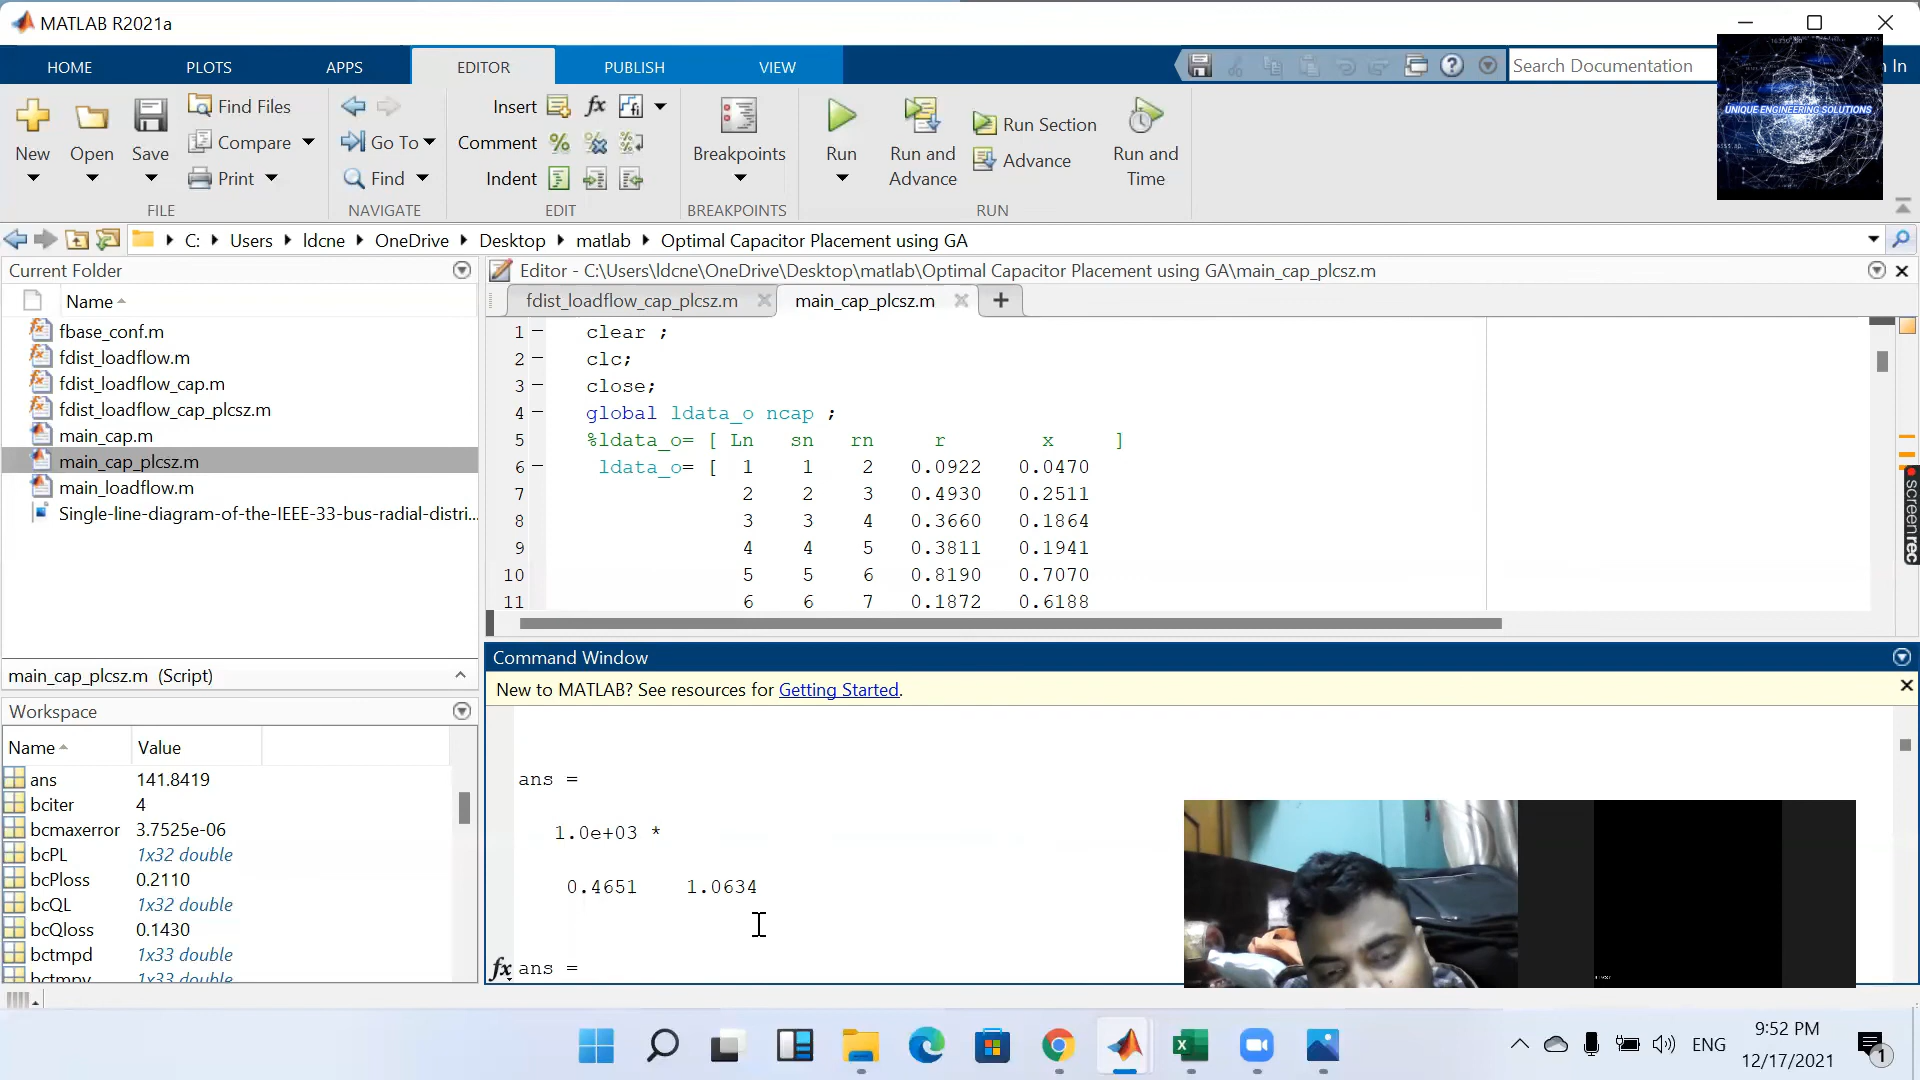 MATLAB R2021a
HOME PLOTS APPS EDITOR PUBLISH VIEW
Search Documentation
In
UNIQUE ENGINEERING SOLUTIONS
New Open Save Find Files Compare Print
FILE
Go To Find
NAVIGATE
Insert fx
Comment
Indent
EDIT
Breakpoints
BREAKPOINTS
Run Run and Advance Run Section Advance Run and Time
RUN
C: Users ldcne OneDrive Desktop matlab Optimal Capacitor Placement using GA
Current Folder
Name
fbase_conf.m
fdist_loadflow.m
fdist_loadflow_cap.m
fdist_loadflow_cap_plcsz.m
main_cap.m
main_cap_plcsz.m
main_loadflow.m
Single-line-diagram-of-the-IEEE-33-bus-radial-distri...
main_cap_plcsz.m (Script)
Workspace
Name Value
ans 141.8419
bciter 4
bcmaxerror 3.7525e-06
bcPL 1x32 double
bcPloss 0.2110
bcQL 1x32 double
bcQloss 0.1430
bctmpd 1x33 double
bctmpv 1x33 double
Editor - C:\Users\ldcne\OneDrive\Desktop\matlab\Optimal Capacitor Placement using GA\main_cap_plcsz.m
fdist_loadflow_cap_plcsz.m main_cap_plcsz.m
1 clear ;
2 clc;
3 close;
4 global ldata_o ncap ;
5 %ldata_o= [ Ln sn rn r x ]
6 ldata_o= [ 1 1 2 0.0922 0.0470
7 2 2 3 0.4930 0.2511
8 3 3 4 0.3660 0.1864
9 4 4 5 0.3811 0.1941
10 5 5 6 0.8190 0.7070
11 6 6 7 0.1872 0.6188
Command Window
New to MATLAB? See resources for Getting Started.
ans =
1.0e+03 *
0.4651 1.0634
fx ans =
screenrec
ENG
9:52 PM
12/17/2021
1